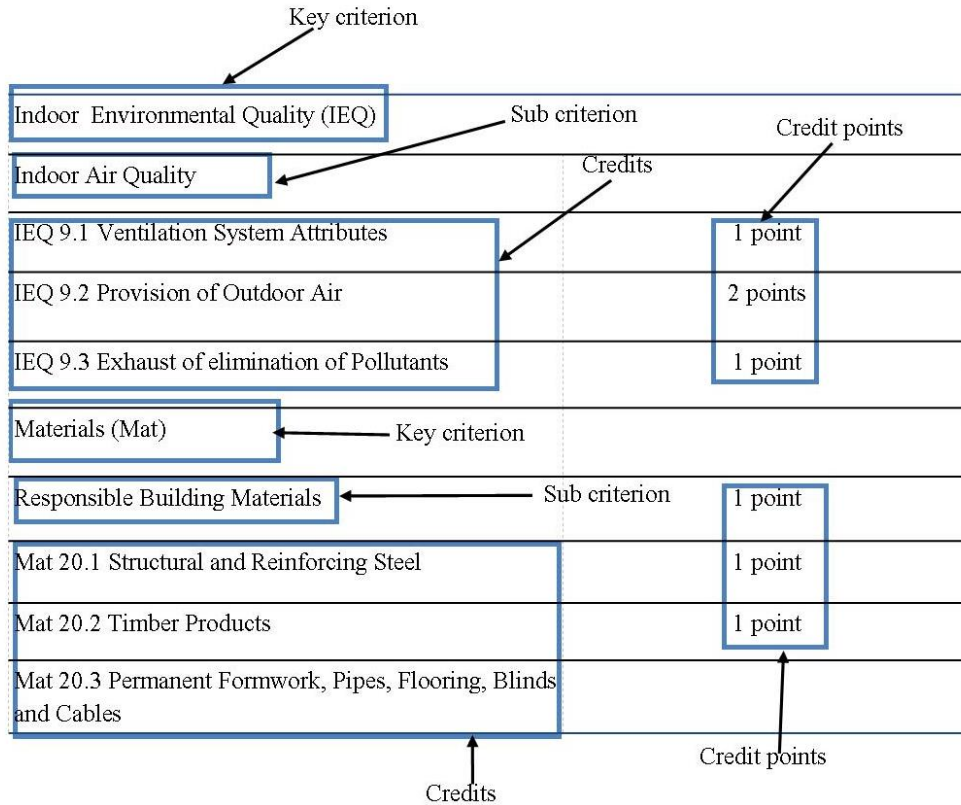 Key criterion
Indoor Environmental Quality (IEQ)
Sub criterion
Credit points
Indoor Air Quality
Credits
IEQ 9.1 Ventilation System Attributes
1 point
IEQ 9.2 Provision of Outdoor Air
2 points
IEQ 9.3 Exhaust of elimination of Pollutants
1 point
Materials (Mat)
Key criterion
Responsible Building Materials
Sub criterion
1 point
Mat 20.1 Structural and Reinforcing Steel
1 point
Mat 20.2 Timber Products
1 point
Mat 20.3 Permanent Formwork, Pipes, Flooring, Blinds
and Cables
Credit points
Credits